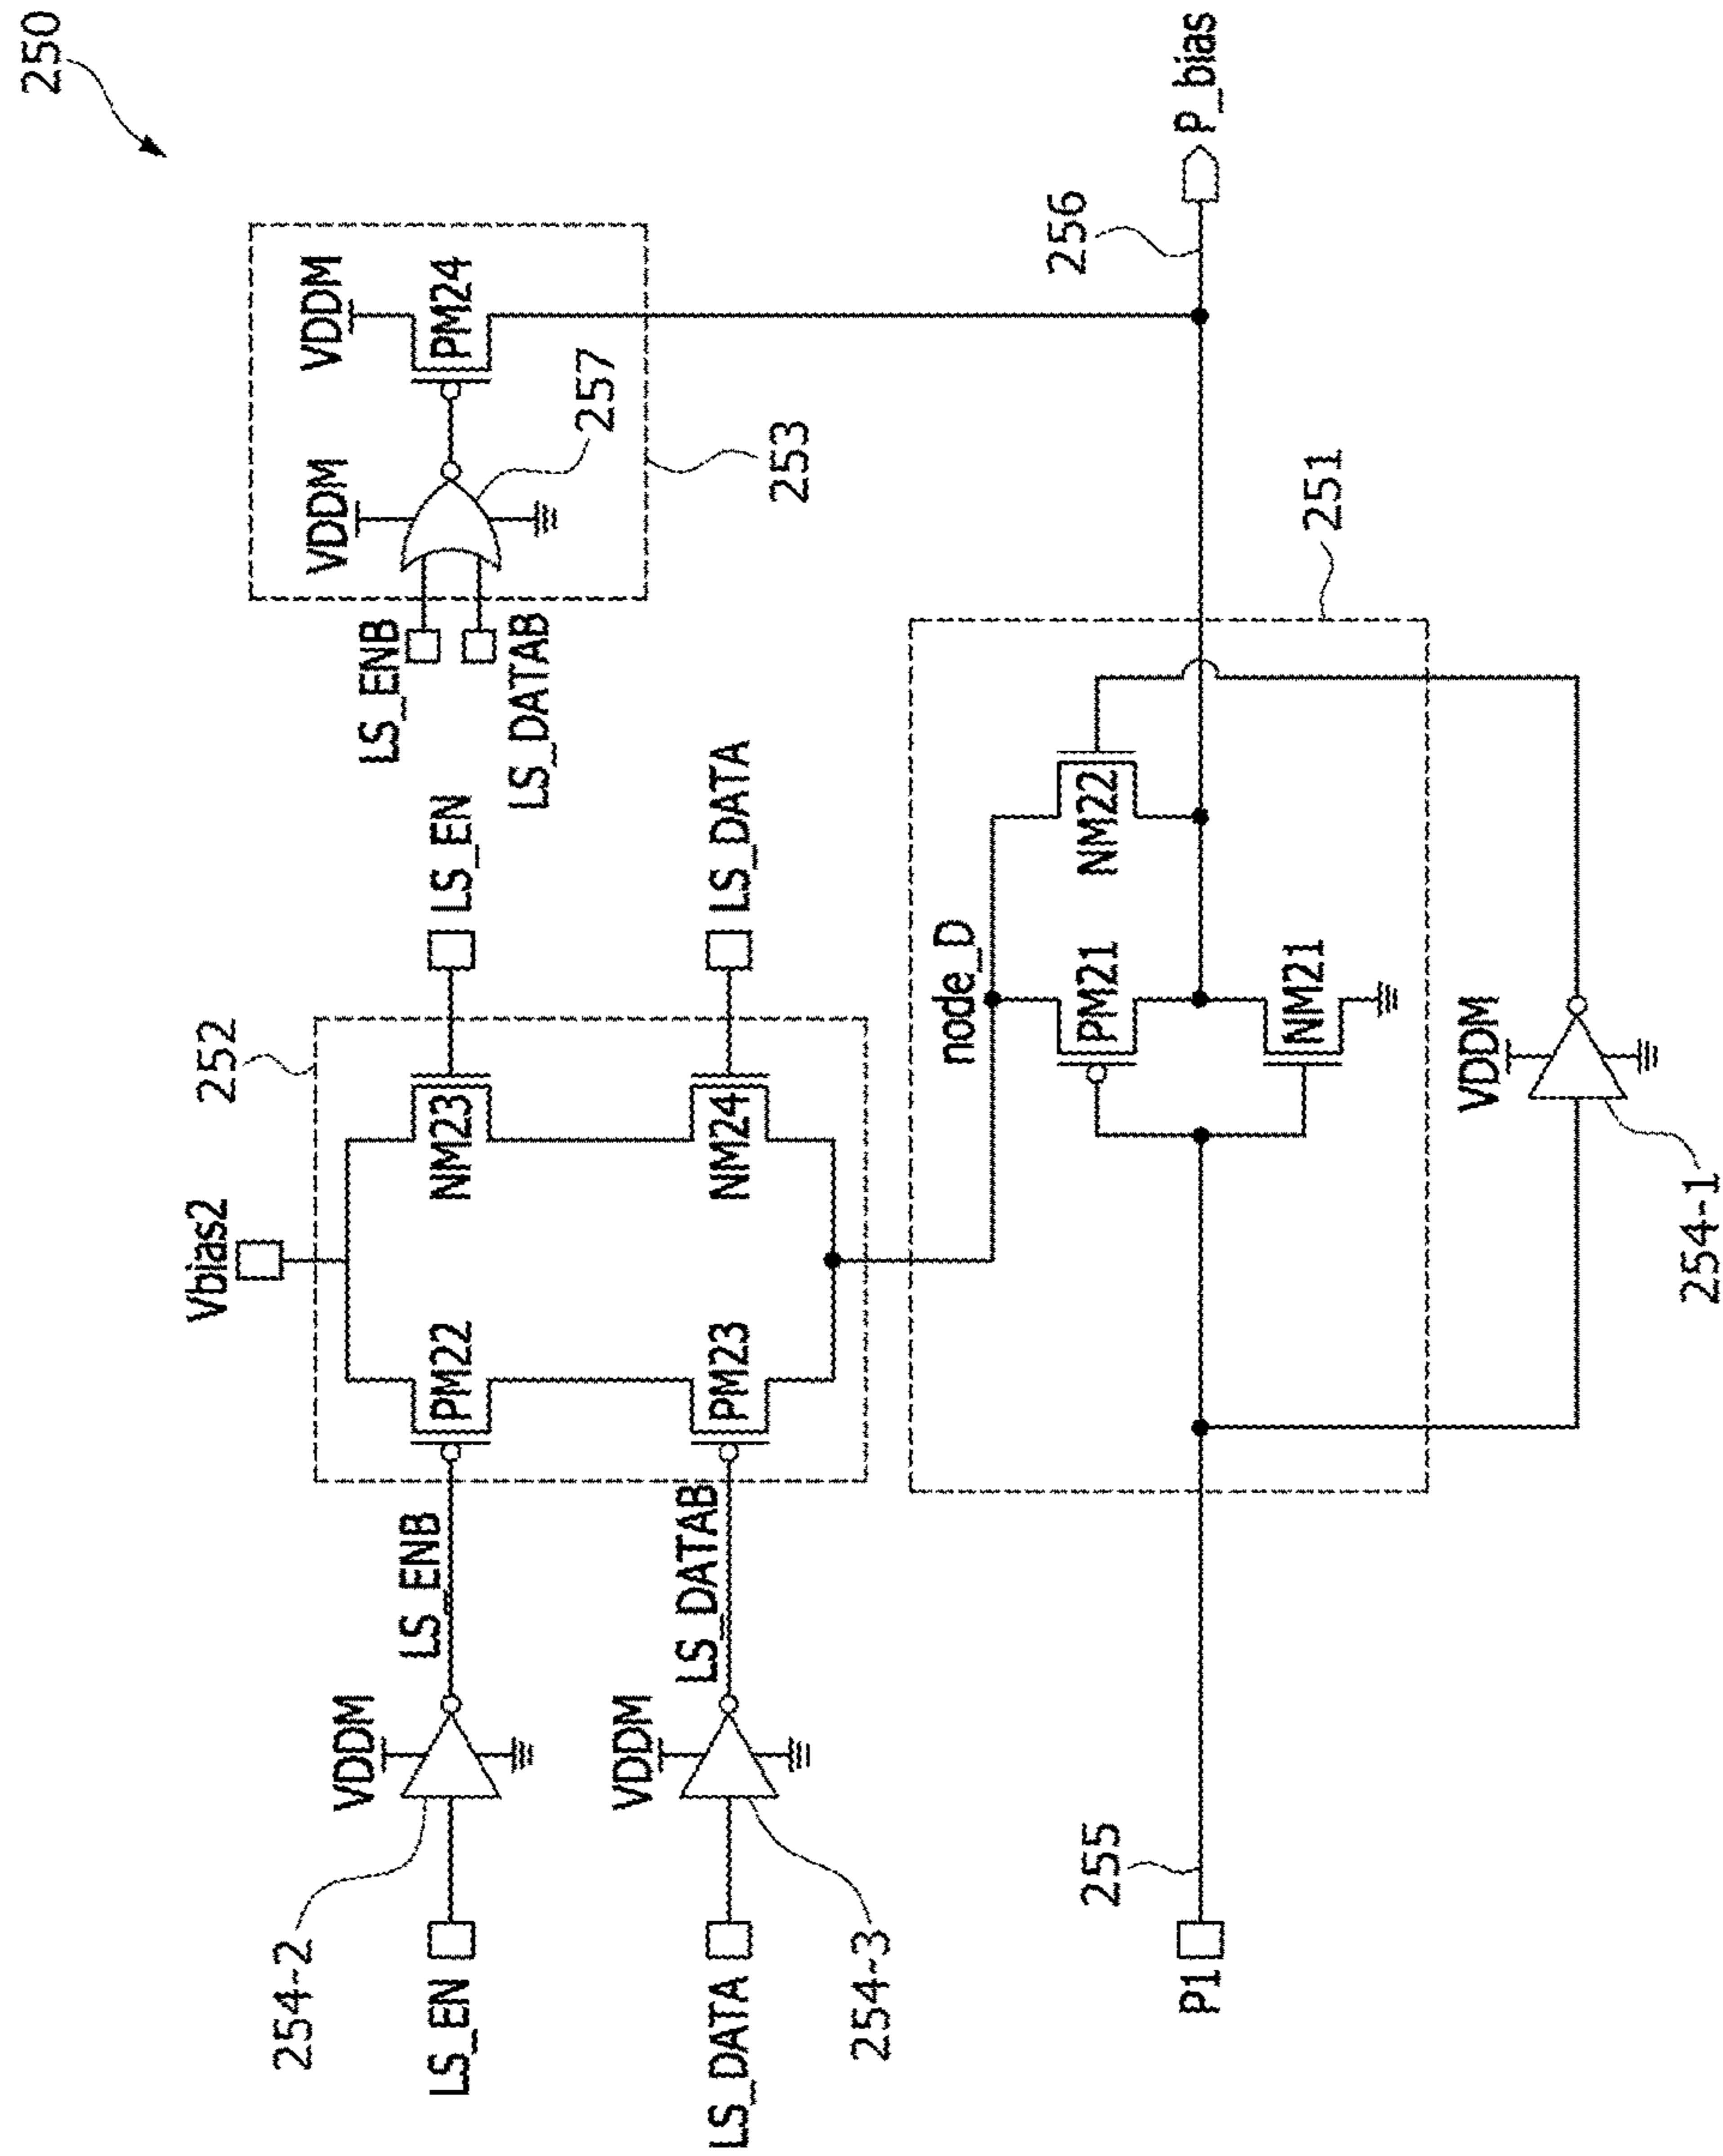 250
Vbias2
252
VDDM
VDDM
PM24
257
253
LS_ENB
LS_DATAB
254-2
VDDM
LS_EN
LS_ENB
PM22
NM23
LS_EN
VDDM
LS_DATA
254-3
LS_DATAB
PM23
NM24
LS_DATA
node_D
251
PM21
NM22
256
P1
255
P_bias
NM21
VDDM
254-1